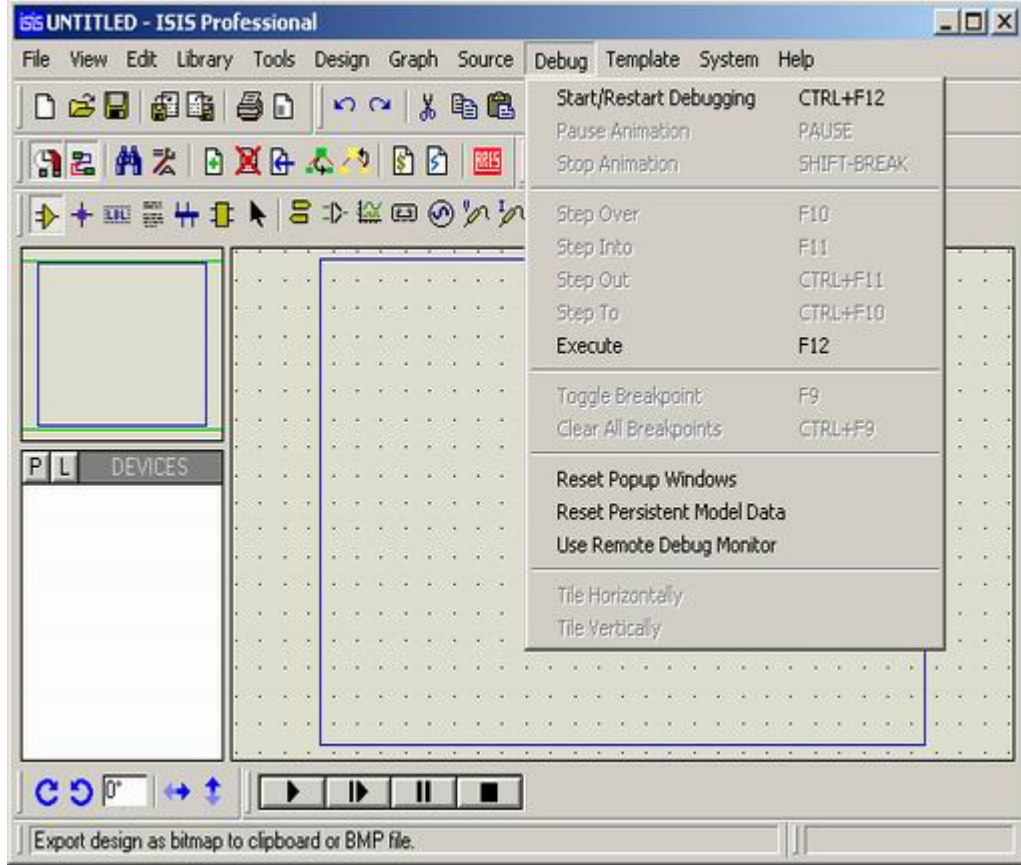 ISIS UNTITLED - ISIS Professional
File View Edit Library Tools Design Graph Source Debug Template System Help
Start/Restart Debugging CTRL+F12
Pause Animation PAUSE
Stop Animation SHIFT-BREAK
Step Over F10
Step Into F11
Step Out CTRL+F11
Step To CTRL+F10
Execute F12
Toggle Breakpoint F9
Clear All Breakpoints CTRL+F9
Reset Popup Windows
Reset Persistent Model Data
Use Remote Debug Monitor
Tile Horizontally
Tile Vertically
LBL
P L DEVICES
0°
Export design as bitmap to clipboard or BMP file.